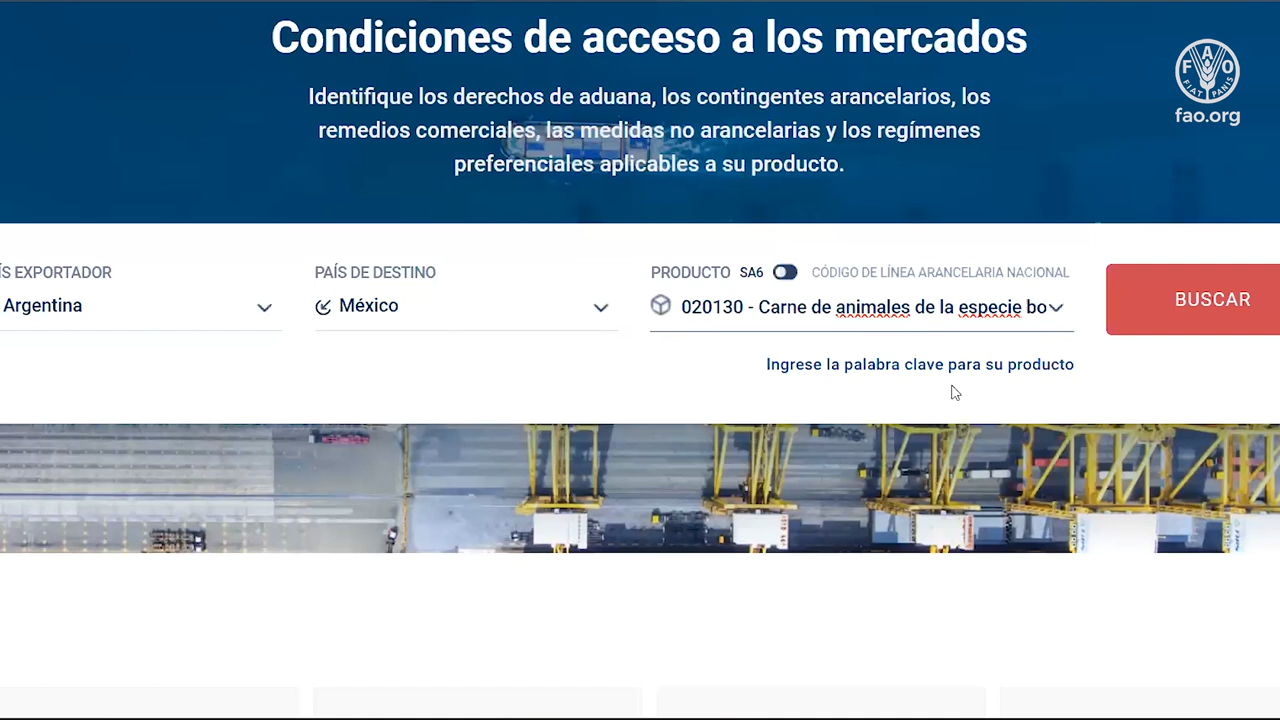 Condiciones de acceso a los mercados
Identifique los derechos de aduana, los contingentes arancelarios, los
remedios comerciales, las medidas no arancelarias y los regímenes
preferenciales aplicables a su producto.
FAO
FIAT PANIS
fao.org
ÍS EXPORTADOR
Argentina
PAÍS DE DESTINO
México
PRODUCTO SA6 CÓDIGO DE LÍNEA ARANCELARIA NACIONAL
020130 - Carne de animales de la especie bo
BUSCAR
Ingrese la palabra clave para su producto